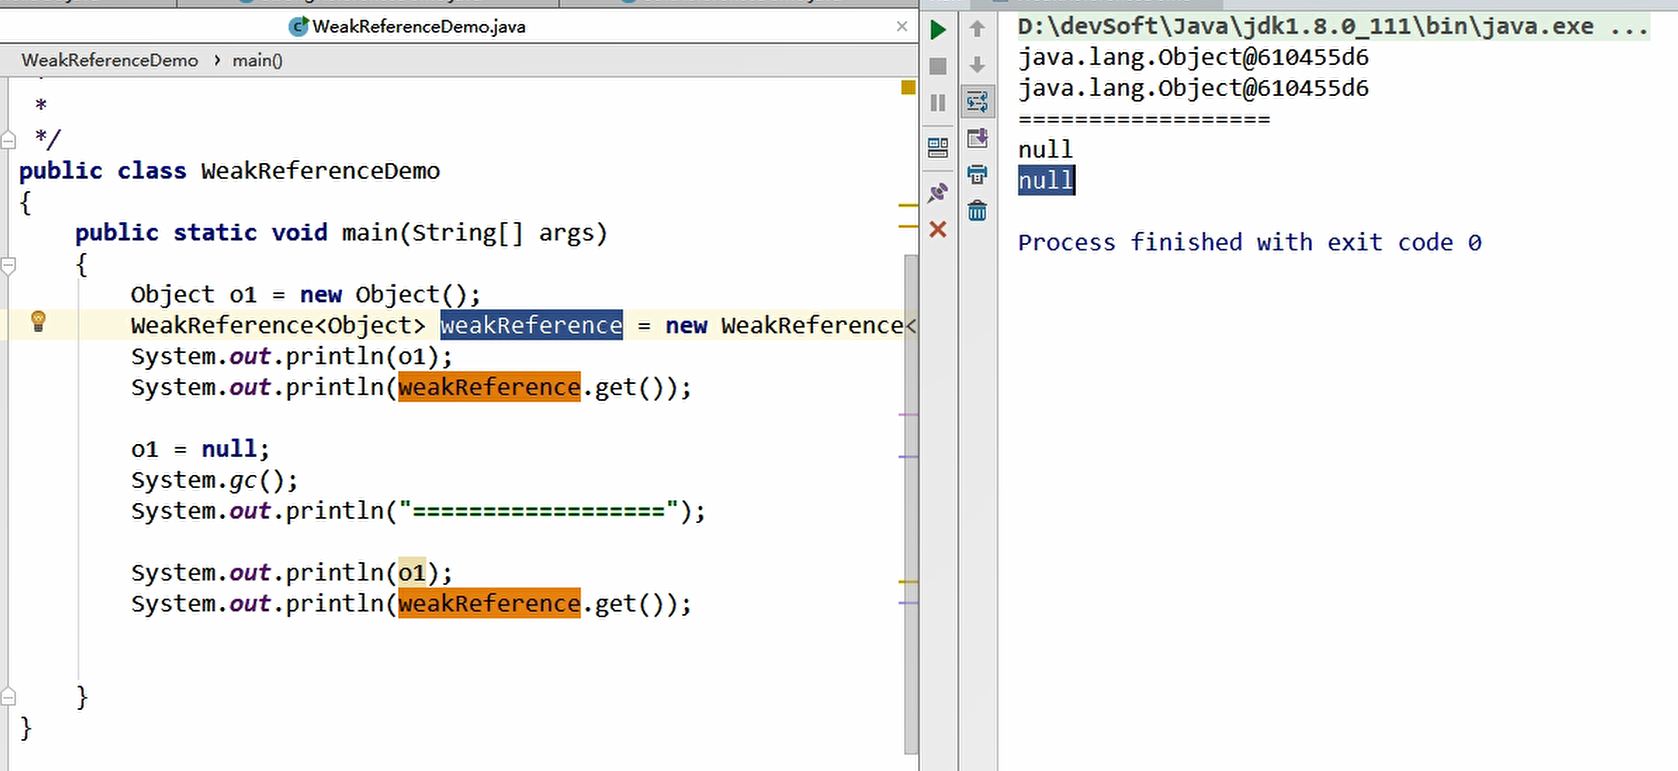 WeakReferenceDemo.java
WeakReferenceDemo › main()
*
*/
public class WeakReferenceDemo
{
public static void main(String[] args)
{
Object o1 = new Object();
WeakReference<Object> weakReference = new WeakReference<
System.out.println(o1);
System.out.println(weakReference.get());
o1 = null;
System.gc();
System.out.println("==================");
System.out.println(o1);
System.out.println(weakReference.get());
}
}
D:\devSoft\Java\jdk1.8.0_111\bin\java.exe ...
java.lang.Object@610455d6
java.lang.Object@610455d6
==================
null
null
Process finished with exit code 0